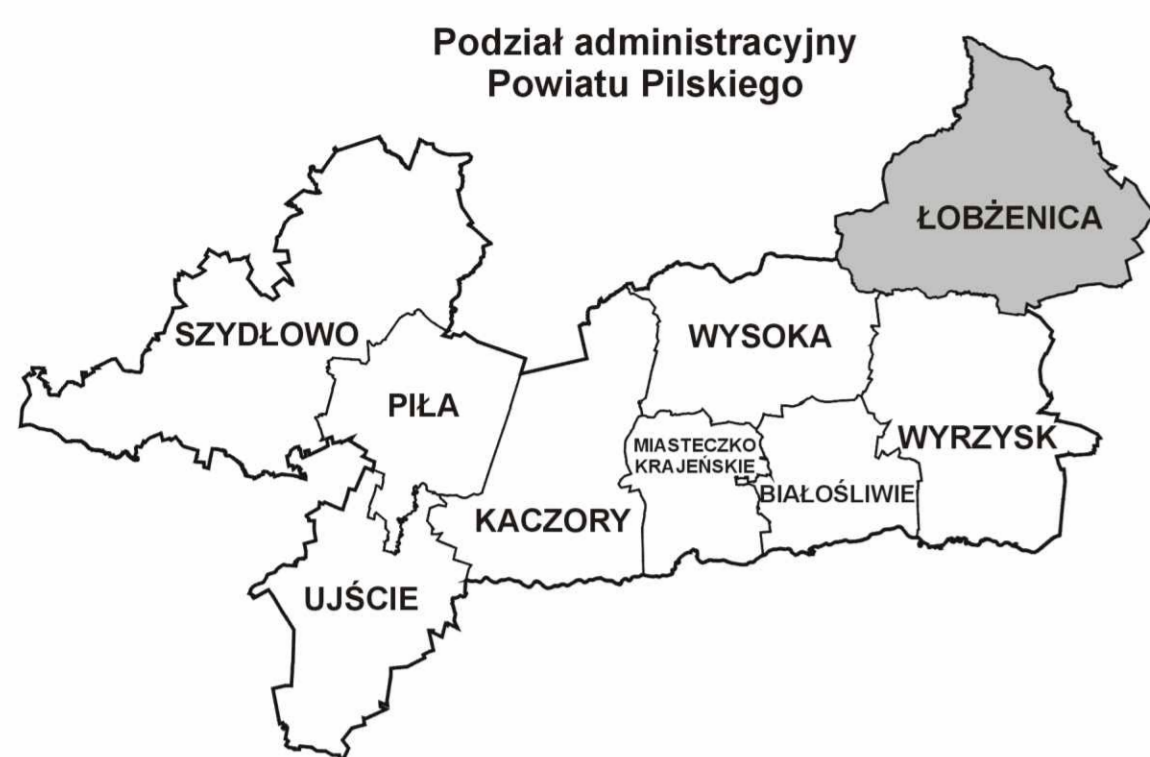 Podział administracyjny
Powiatu Pilskiego
ŁOBŻENICA
SZYDŁOWO
WYSOKA
PIŁA
MIASTECZKO
KRAJEŃSKIE
WYRZYSK
BIAŁOŚLIWIE
KACZORY
UJŚCIE